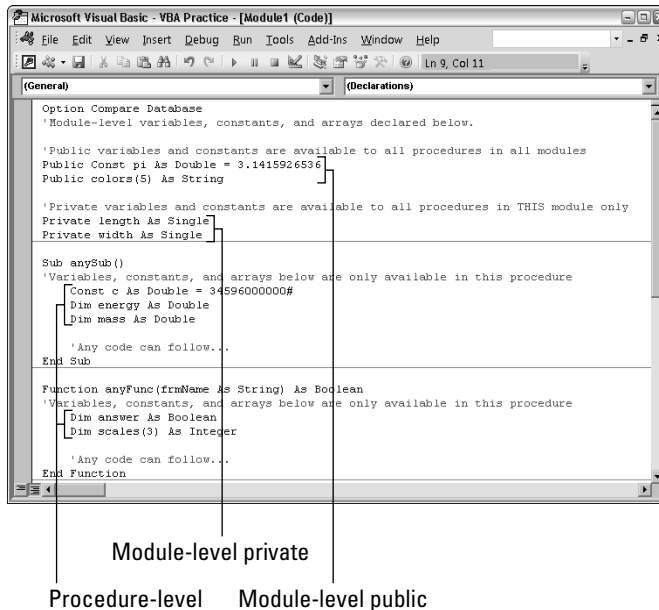 Microsoft Visual Basic - VBA Practice - [Module1 (Code)]
File Edit View Insert Debug Run Tools Add-Ins Window Help
Ln 9, Col 11
(General) (Declarations)
Option Compare Database
'Module-level variables, constants, and arrays declared below.
'Public variables and constants are available to all procedures in all modules
Public Const pi As Double = 3.1415926536
Public colors(5) As String
'Private variables and constants are available to all procedures in THIS module only
Private length As Single
Private width As Single
Sub anySub()
'Variables, constants, and arrays below are only available in this procedure
Const c As Double = 34596000000#
Dim energy As Double
Dim mass As Double
'Any code can follow...
End Sub
Function anyFunc(frmName As String) As Boolean
'Variables, constants, and arrays below are only available in this procedure
Dim answer As Boolean
Dim scales(3) As Integer
'Any code can follow...
End Function
Module-level private
Procedure-level Module-level public